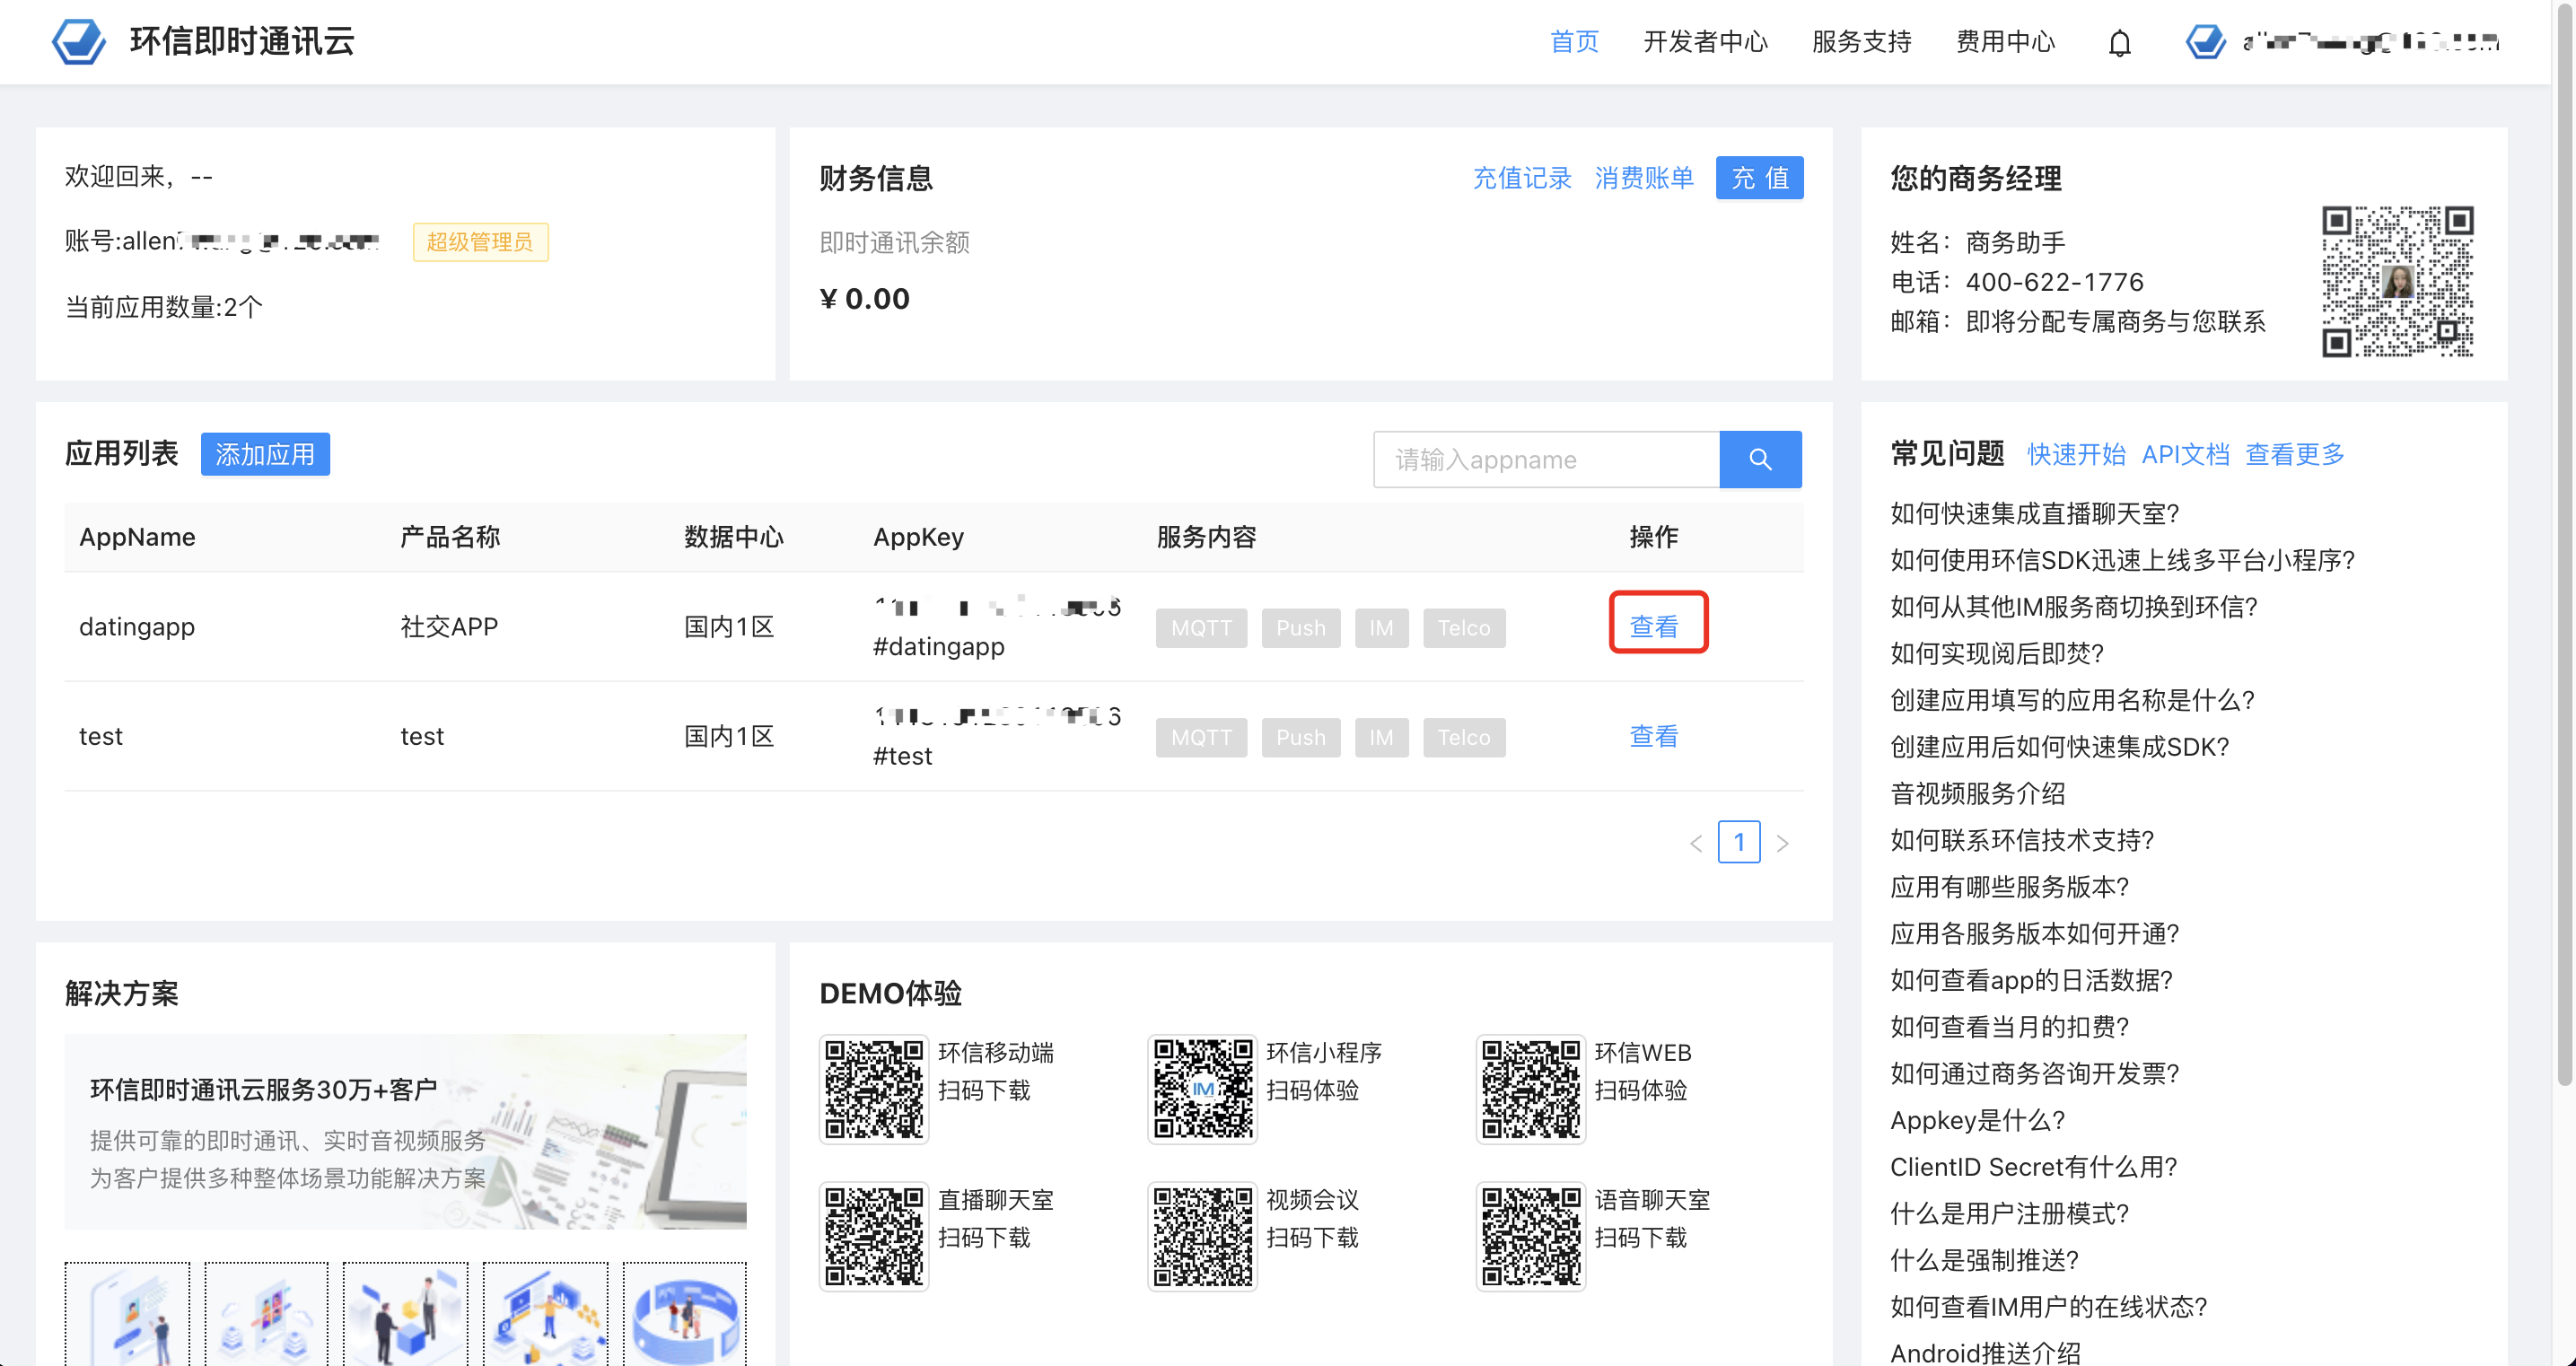 环信即时通讯云
首页 开发者中心 服务支持 费用中心
欢迎回来，--
账号:allen
超级管理员
当前应用数量:2个
财务信息
充值记录 消费账单 充 值
即时通讯余额
¥ 0.00
您的商务经理
姓名：商务助手
电话：400-622-1776
邮箱：即将分配专属商务与您联系
应用列表 添加应用
请输入appname
AppName 产品名称 数据中心 AppKey 服务内容 操作
datingapp 社交APP 国内1区 #datingapp MQTT Push IM Telco 查看
test test 国内1区 #test MQTT Push IM Telco 查看
< 1 >
常见问题 快速开始 API文档 查看更多
如何快速集成直播聊天室?
如何使用环信SDK迅速上线多平台小程序?
如何从其他IM服务商切换到环信?
如何实现阅后即焚?
创建应用填写的应用名称是什么?
创建应用后如何快速集成SDK?
音视频服务介绍
如何联系环信技术支持?
应用有哪些服务版本?
应用各服务版本如何开通?
如何查看app的日活数据?
如何查看当月的扣费?
如何通过商务咨询开发票?
Appkey是什么?
ClientID Secret有什么用?
什么是用户注册模式?
什么是强制推送?
如何查看IM用户的在线状态?
Android推送介绍
解决方案
环信即时通讯云服务30万+客户
提供可靠的即时通讯、实时音视频服务
为客户提供多种整体场景功能解决方案
DEMO体验
环信移动端
扫码下载
IM
环信小程序
扫码体验
环信WEB
扫码体验
直播聊天室
扫码下载
视频会议
扫码下载
语音聊天室
扫码下载